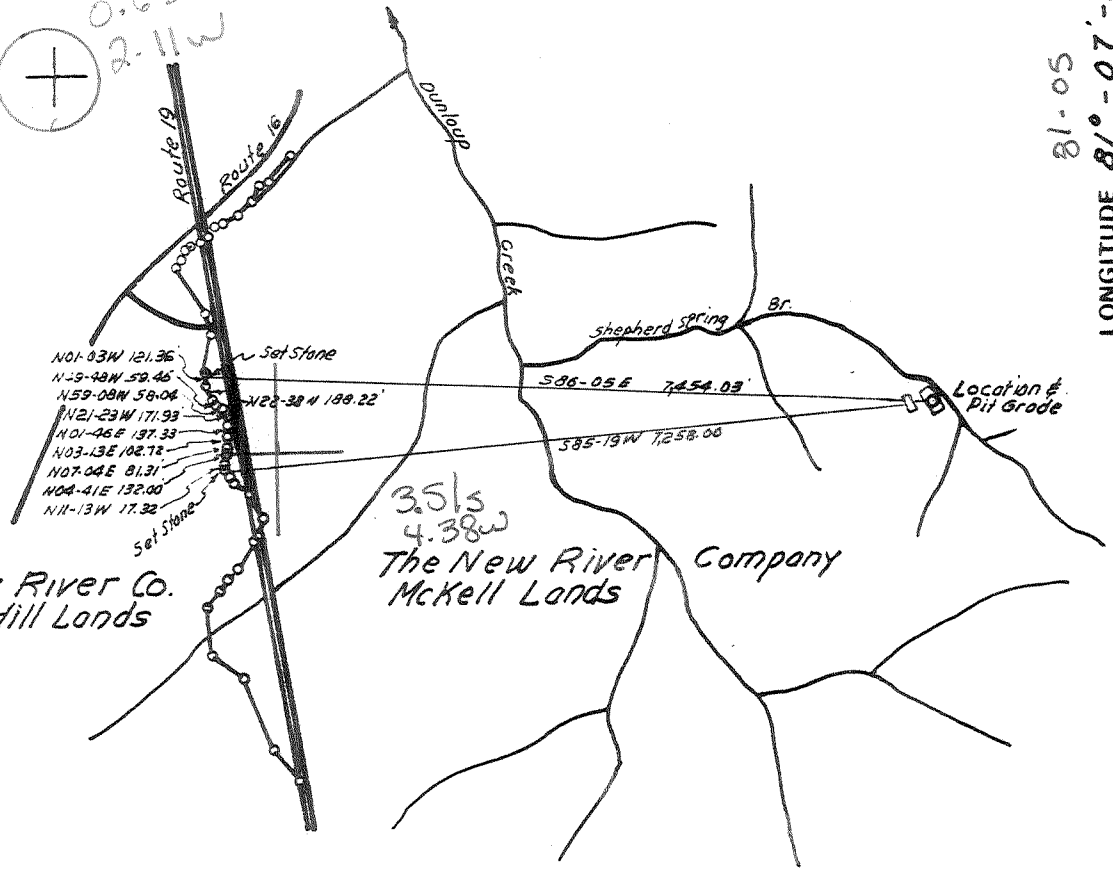 2.11W
81-05
LONGITUDE 81° - 07' -
Dunloup
Creek
Route 19
Route 16
Shepherd Spring Br.
Set Stone
N01-03W 121.36'
N59-08W 58.04
N21-23W 171.93
N01-46E 137.33
N03-13E 102.72
N07-04E 81.31'
N04-41E 132.00
N11-13W 17.32
Set Stone
188.22'
S86-05E 7,454.03'
S85-19W 7,258.00
Location &
Pit Grade
3.51s
4.38w
The New River Company
McKell Lands
River Co.
Lands